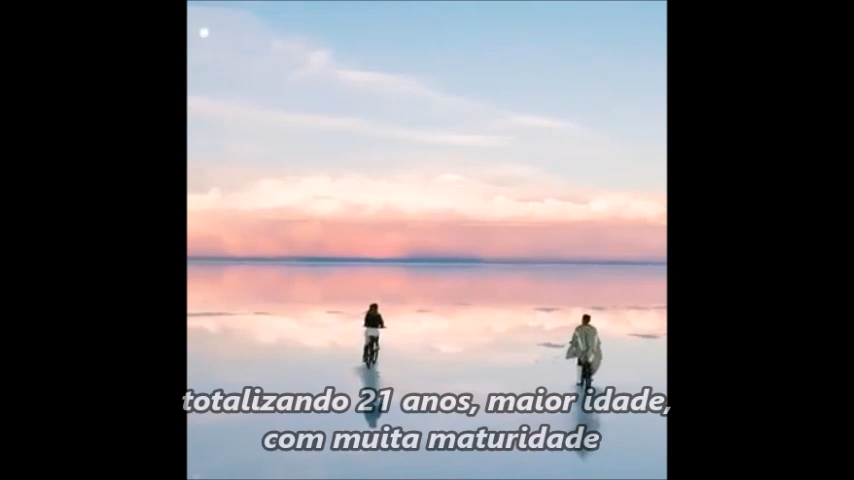 totalizando 21 anos, maior idade,
com muita maturidade